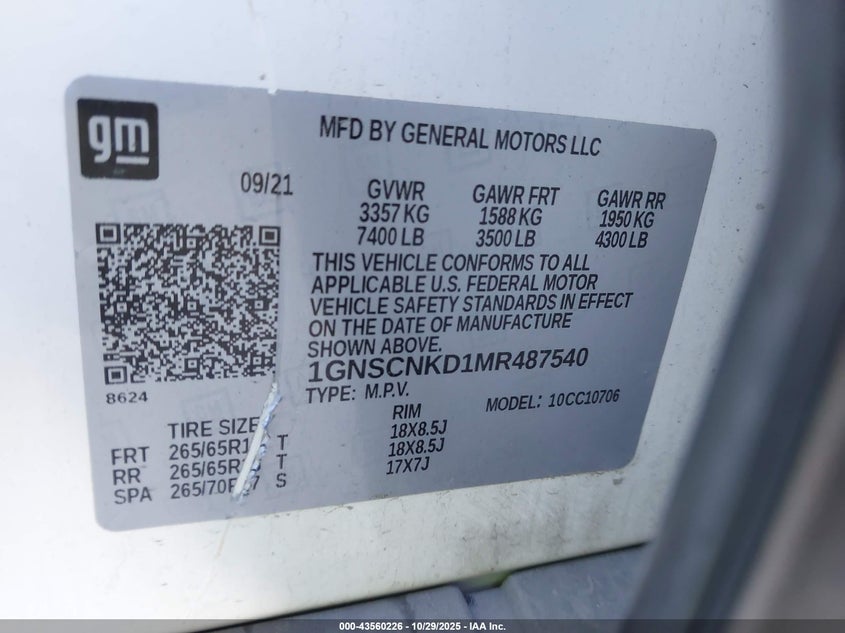 gm
MFD BY GENERAL MOTORS LLC
09/21
GVWR GAWR FRT GAWR RR
3357 KG 1588 KG 1950 KG
7400 LB 3500 LB 4300 LB
THIS VEHICLE CONFORMS TO ALL
APPLICABLE U.S. FEDERAL MOTOR
VEHICLE SAFETY STANDARDS IN EFFECT
ON THE DATE OF MANUFACTURE
SHOWN ABOVE.
1GNSCNKD1MR487540
8624
TYPE: M.P.V. MODEL: 10CC10706
TIRE SIZE RIM
FRT T 18X8.5J
RR T 18X8.5J
SPA S 17X7J
000-43560226 - 10/29/2025 - IAA Inc.